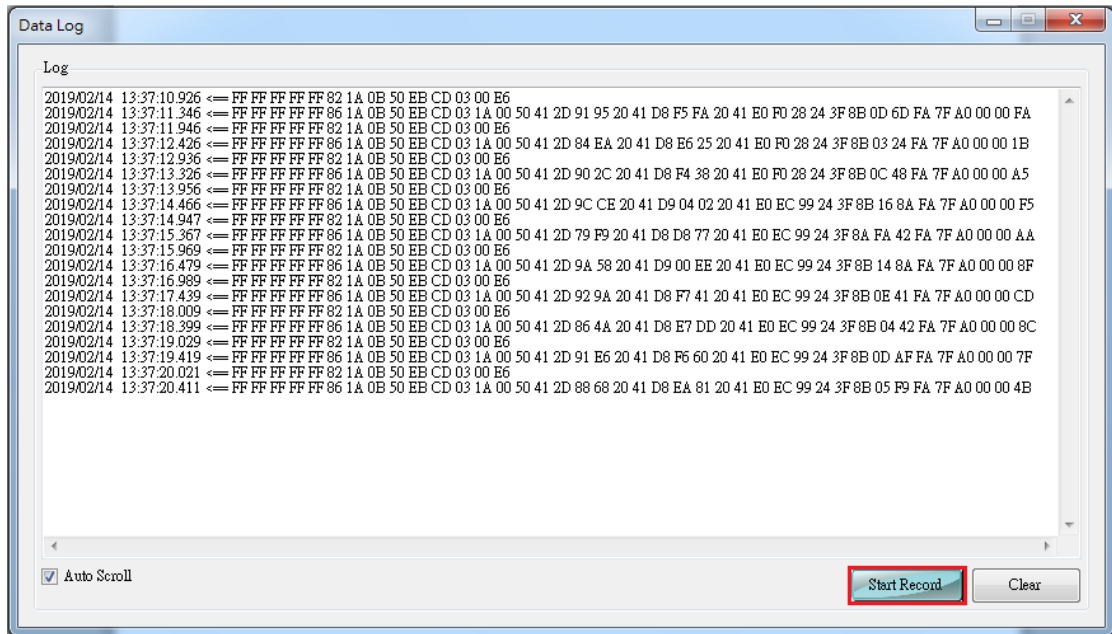 Data Log
Log
2019/02/14 13:37:10.926 <== FF FF FF FF FF 82 1A 0B 50 EB CD 03 00 E6
2019/02/14 13:37:11.346 <== FF FF FF FF FF 86 1A 0B 50 EB CD 03 1A 00 50 41 2D 91 95 20 41 D8 F5 FA 20 41 E0 F0 28 24 3F 8B 0D 6D FA 7F A0 00 00 FA
2019/02/14 13:37:11.946 <== FF FF FF FF FF 82 1A 0B 50 EB CD 03 00 E6
2019/02/14 13:37:12.426 <== FF FF FF FF FF 86 1A 0B 50 EB CD 03 1A 00 50 41 2D 84 EA 20 41 D8 E6 25 20 41 E0 F0 28 24 3F 8B 03 24 FA 7F A0 00 00 1B
2019/02/14 13:37:12.936 <== FF FF FF FF FF 82 1A 0B 50 EB CD 03 00 E6
2019/02/14 13:37:13.326 <== FF FF FF FF FF 86 1A 0B 50 EB CD 03 1A 00 50 41 2D 90 2C 20 41 D8 F4 38 20 41 E0 F0 28 24 3F 8B 0C 48 FA 7F A0 00 00 A5
2019/02/14 13:37:13.956 <== FF FF FF FF FF 82 1A 0B 50 EB CD 03 00 E6
2019/02/14 13:37:14.466 <== FF FF FF FF FF 86 1A 0B 50 EB CD 03 1A 00 50 41 2D 9C CE 20 41 D9 04 02 20 41 E0 EC 99 24 3F 8B 16 8A FA 7F A0 00 00 F5
2019/02/14 13:37:14.947 <== FF FF FF FF FF 82 1A 0B 50 EB CD 03 00 E6
2019/02/14 13:37:15.367 <== FF FF FF FF FF 86 1A 0B 50 EB CD 03 1A 00 50 41 2D 79 F9 20 41 D8 D8 77 20 41 E0 EC 99 24 3F 8A FA 42 FA 7F A0 00 00 AA
2019/02/14 13:37:15.969 <== FF FF FF FF FF 82 1A 0B 50 EB CD 03 00 E6
2019/02/14 13:37:16.479 <== FF FF FF FF FF 86 1A 0B 50 EB CD 03 1A 00 50 41 2D 9A 58 20 41 D9 00 EE 20 41 E0 EC 99 24 3F 8B 14 8A FA 7F A0 00 00 8F
2019/02/14 13:37:16.989 <== FF FF FF FF FF 82 1A 0B 50 EB CD 03 00 E6
2019/02/14 13:37:17.439 <== FF FF FF FF FF 86 1A 0B 50 EB CD 03 1A 00 50 41 2D 92 9A 20 41 D8 F7 41 20 41 E0 EC 99 24 3F 8B 0E 41 FA 7F A0 00 00 CD
2019/02/14 13:37:18.009 <== FF FF FF FF FF 82 1A 0B 50 EB CD 03 00 E6
2019/02/14 13:37:18.399 <== FF FF FF FF FF 86 1A 0B 50 EB CD 03 1A 00 50 41 2D 86 4A 20 41 D8 E7 DD 20 41 E0 EC 99 24 3F 8B 04 42 FA 7F A0 00 00 8C
2019/02/14 13:37:19.029 <== FF FF FF FF FF 82 1A 0B 50 EB CD 03 00 E6
2019/02/14 13:37:19.419 <== FF FF FF FF FF 86 1A 0B 50 EB CD 03 1A 00 50 41 2D 91 E6 20 41 D8 F6 60 20 41 E0 EC 99 24 3F 8B 0D AF FA 7F A0 00 00 7F
2019/02/14 13:37:20.021 <== FF FF FF FF FF 82 1A 0B 50 EB CD 03 00 E6
2019/02/14 13:37:20.411 <== FF FF FF FF FF 86 1A 0B 50 EB CD 03 1A 00 50 41 2D 88 68 20 41 D8 EA 81 20 41 E0 EC 99 24 3F 8B 05 F9 FA 7F A0 00 00 4B
Auto Scroll
Start Record
Clear